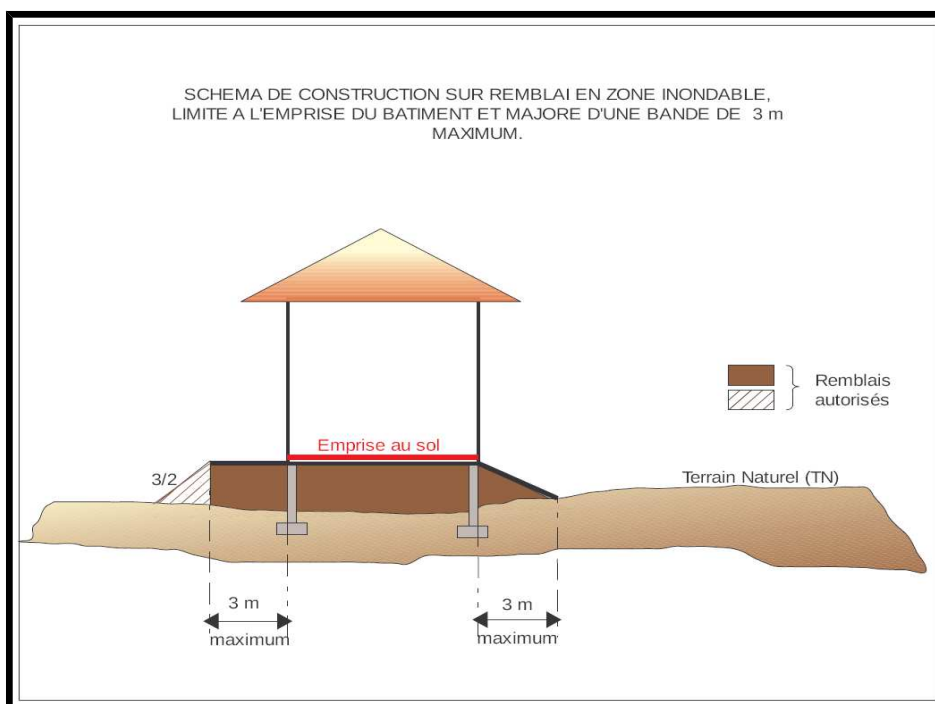 SCHEMA DE CONSTRUCTION SUR REMBLAI EN ZONE INONDABLE,
LIMITE A L'EMPRISE DU BATIMENT ET MAJORE D'UNE BANDE DE 3 m
MAXIMUM.
Remblais
autorisés
Emprise au sol
3/2
Terrain Naturel (TN)
3 m
maximum
3 m
maximum